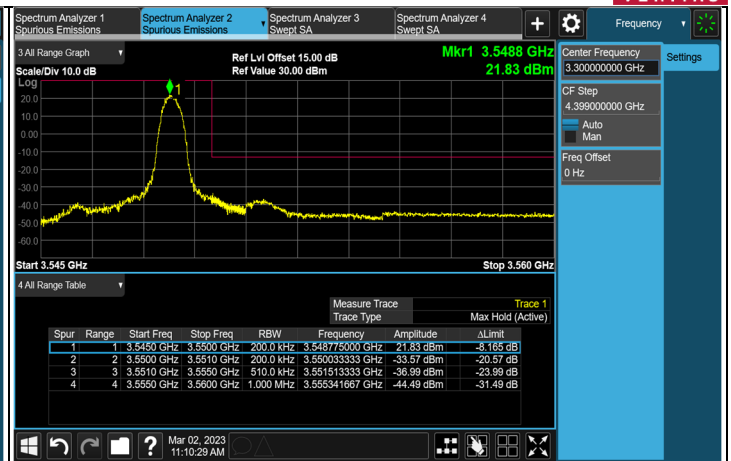 Spectrum Analyzer 1
Spurious Emissions
Spectrum Analyzer 2
Spurious Emissions
Spectrum Analyzer 3
Swept SA
Spectrum Analyzer 4
Swept SA
+
Frequency
3 All Range Graph
Scale/Div 10.0 dB
Ref Lvl Offset 15.00 dB
Ref Value 30.00 dBm
Mkr1 3.5488 GHz
21.83 dBm
Center Frequency
3.300000000 GHz
Settings
CF Step
4.399000000 GHz
Auto
Man
Freq Offset
0 Hz
Log
1
20.0
10.0
0.00
-10.0
-20.0
-30.0
-40.0
-50.0
-60.0
Start 3.545 GHz
Stop 3.560 GHz
4 All Range Table
Measure Trace Trace 1
Trace Type Max Hold (Active)
Spur Range Start Freq Stop Freq RBW Frequency Amplitude ΔLimit
1 1 3.5450 GHz 3.5500 GHz 200.0 kHz 3.548775000 GHz 21.83 dBm -8.165 dB
2 2 3.5500 GHz 3.5510 GHz 200.0 kHz 3.550033333 GHz -33.57 dBm -20.57 dB
3 3 3.5510 GHz 3.5550 GHz 510.0 kHz 3.551513333 GHz -36.99 dBm -23.99 dB
4 4 3.5550 GHz 3.5600 GHz 1.000 MHz 3.555341667 GHz -44.49 dBm -31.49 dB
?
Mar 02, 2023
11:10:29 AM